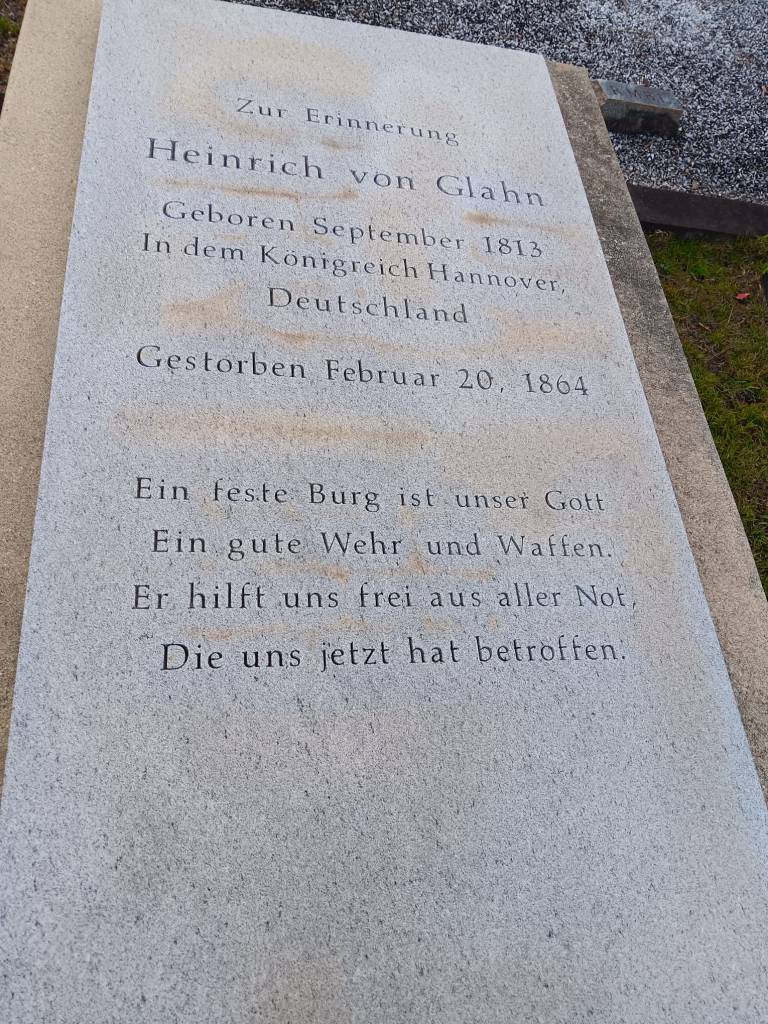 Zur Erinnerung
Heinrich von Glahn
Geboren September 1813
In dem Königreich Hannover,
Deutschland
Gestorben Februar 20, 1864
Ein feste Burg ist unser Gott
Ein gute Wehr und Waffen.
Er hilft uns frei aus aller Not,
Die uns jetzt hat betroffen.